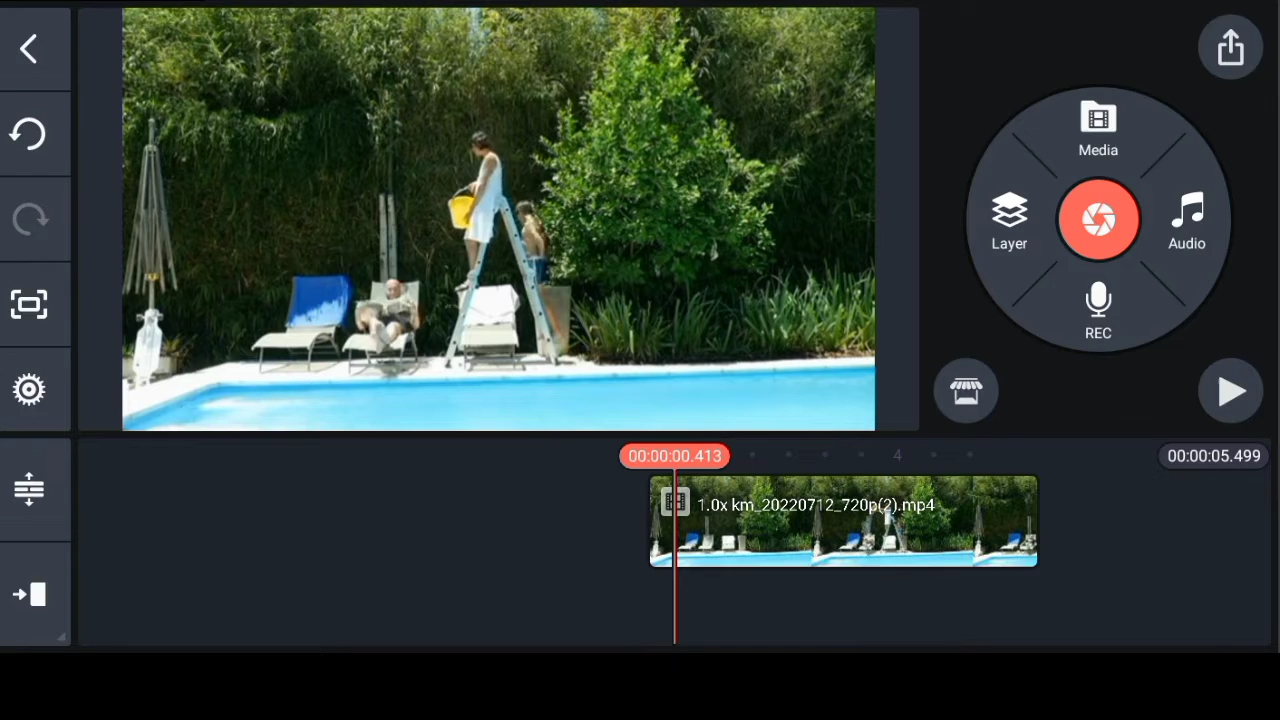 Media
Layer
Audio
REC
00:00:00.413
4
00:00:05.499
1.0x km_20220712_720p(2).mp4